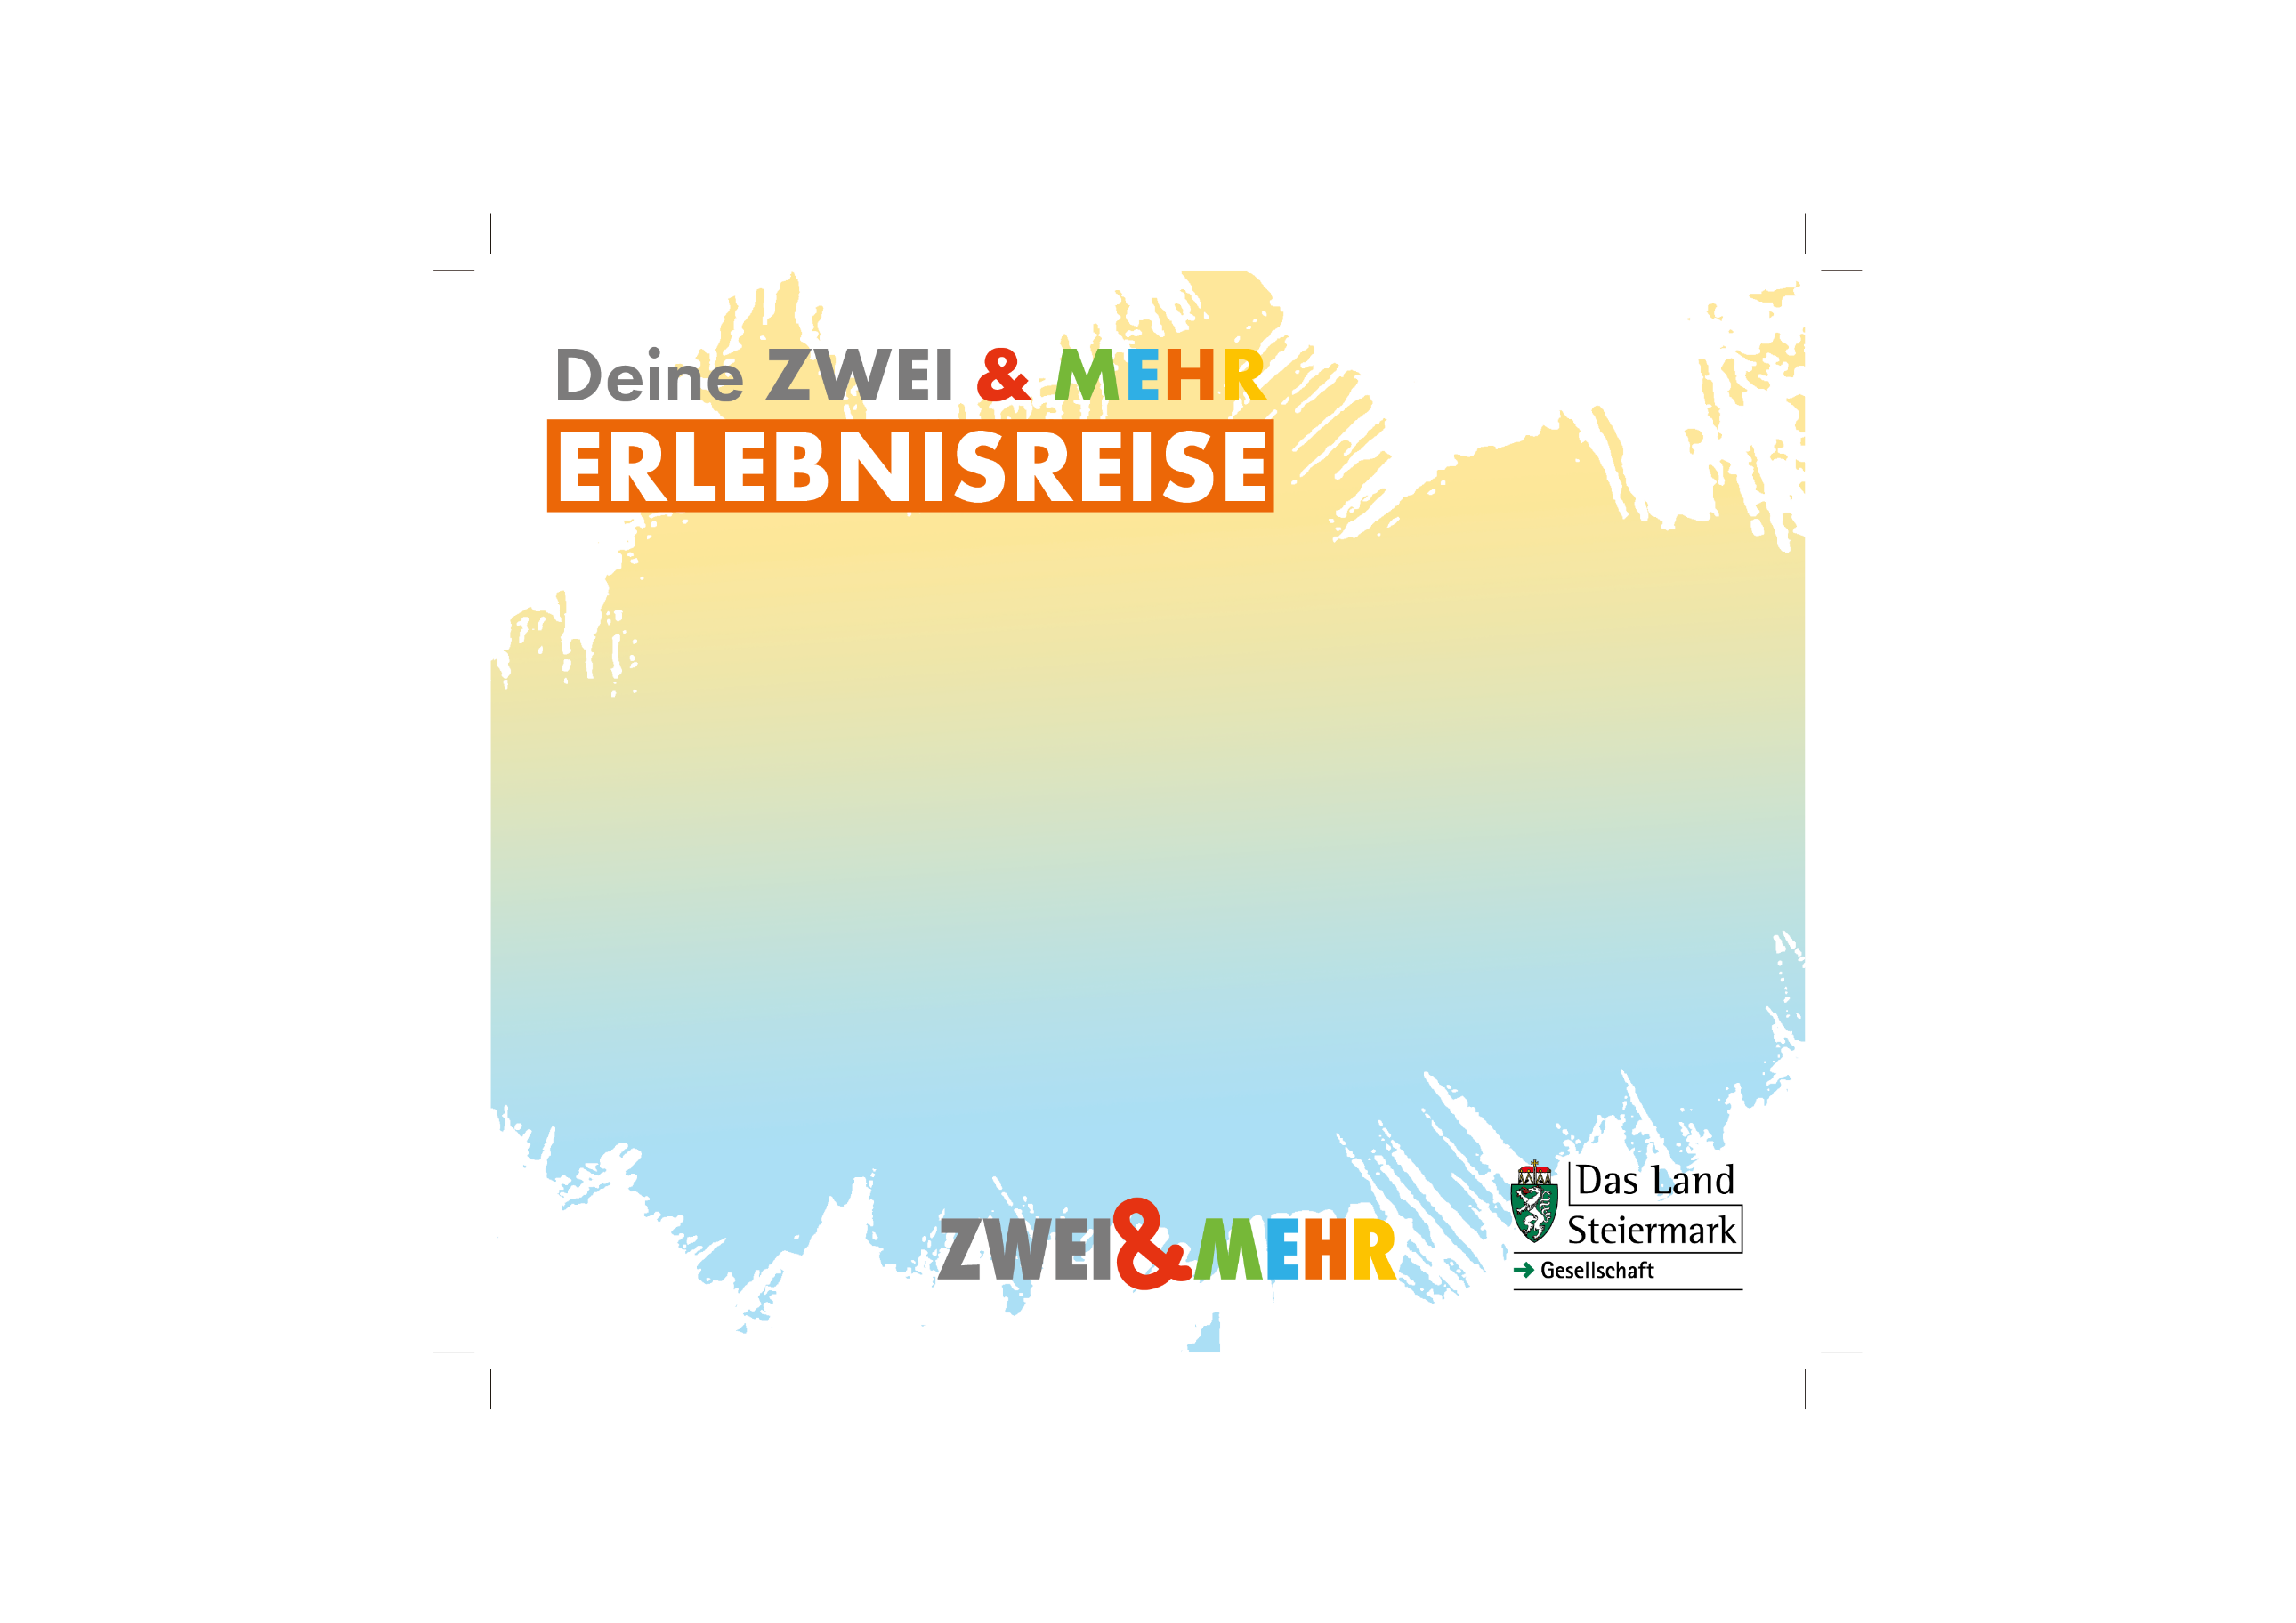 Deine ZWEI & MEHR
ERLEBNISREISE
ZWEI&MEHR
Das Land
Steiermark
→ Gesellschaft